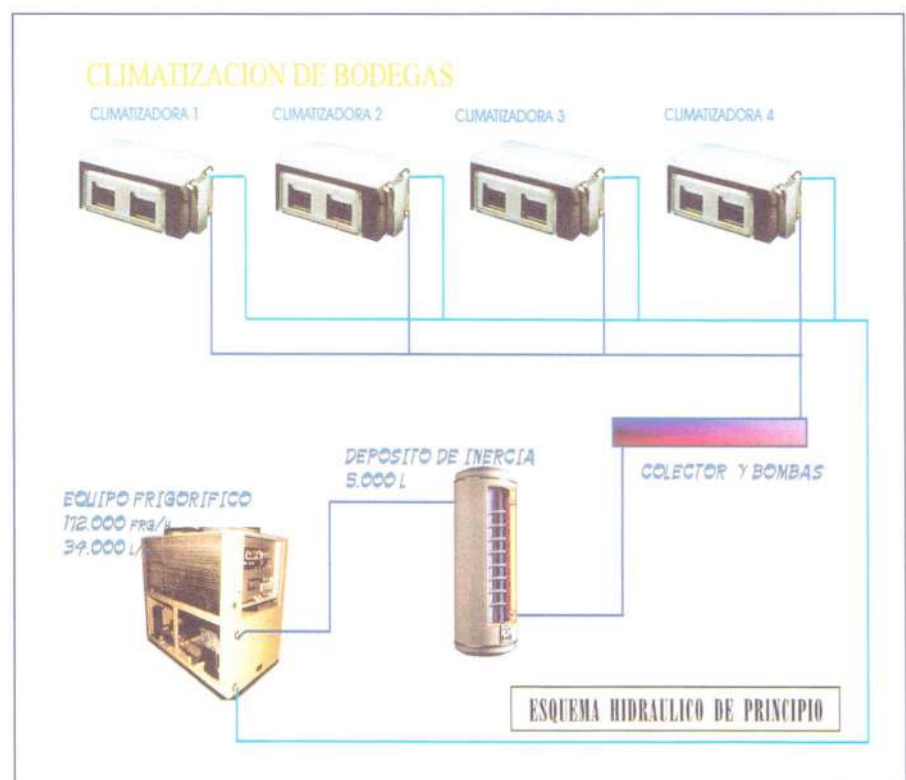 CLIMATIZACION DE BODEGAS
CLIMATIZADORA 1 CLIMATIZADORA 2 CLIMATIZADORA 3 CLIMATIZADORA 4
DEPOSITO DE INERCIA
5.000 L
COLECTOR Y BOMBAS
EQUIPO FRIGORIFICO
172.000 FRG/H
34.000 L/
ESQUEMA HIDRAULICO DE PRINCIPIO